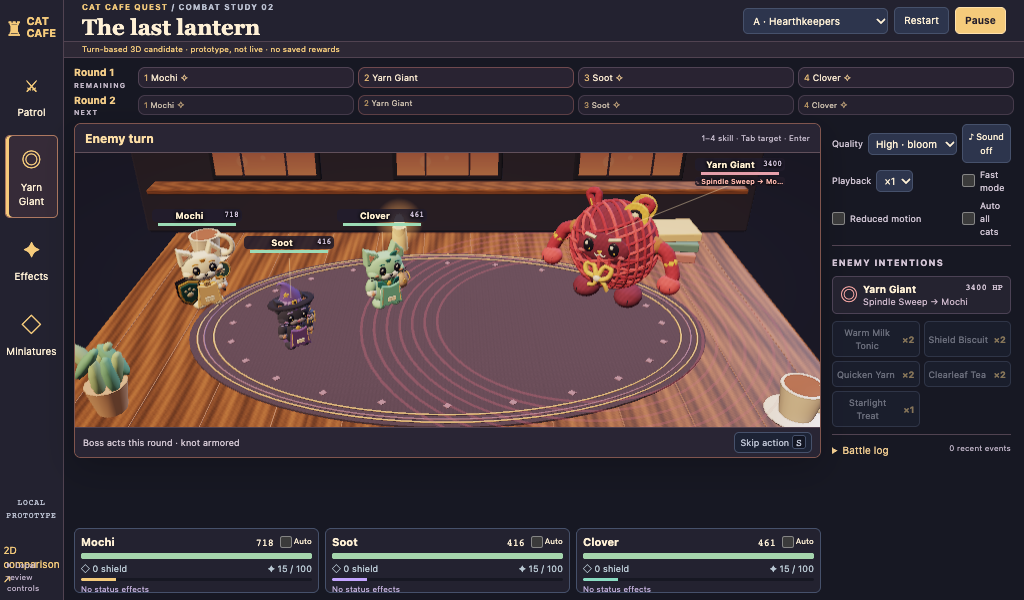 CAT CAFE
CAT CAFE QUEST / COMBAT STUDY 02
The last lantern
A · Hearthkeepers
Restart
Pause
Turn-based 3D candidate · prototype, not live · no saved rewards
Patrol
Yarn Giant
Effects
Miniatures
LOCAL PROTOTYPE
2D comparison
review controls
Round 1
REMAINING
1 Mochi
2 Yarn Giant
3 Soot
4 Clover
Round 2
NEXT
1 Mochi
2 Yarn Giant
3 Soot
4 Clover
Enemy turn
1–4 skill · Tab target · Enter
Yarn Giant 3400
Spindle Sweep → Mo...
Mochi 718
Clover 461
Soot 416
Boss acts this round · knot armored
Skip action S
Quality
High · bloom
♪ Sound off
Playback
x1
Fast mode
Reduced motion
Auto all cats
ENEMY INTENTIONS
Yarn Giant 3400 HP
Spindle Sweep → Mochi
Warm Milk Tonic ×2
Shield Biscuit ×2
Quicken Yarn ×2
Clearleaf Tea ×2
Starlight Treat ×1
▸ Battle log
0 recent events
Mochi 718 Auto
◇ 0 shield ✦ 15 / 100
No status effects
Soot 416 Auto
◇ 0 shield ✦ 15 / 100
No status effects
Clover 461 Auto
◇ 0 shield ✦ 15 / 100
No status effects